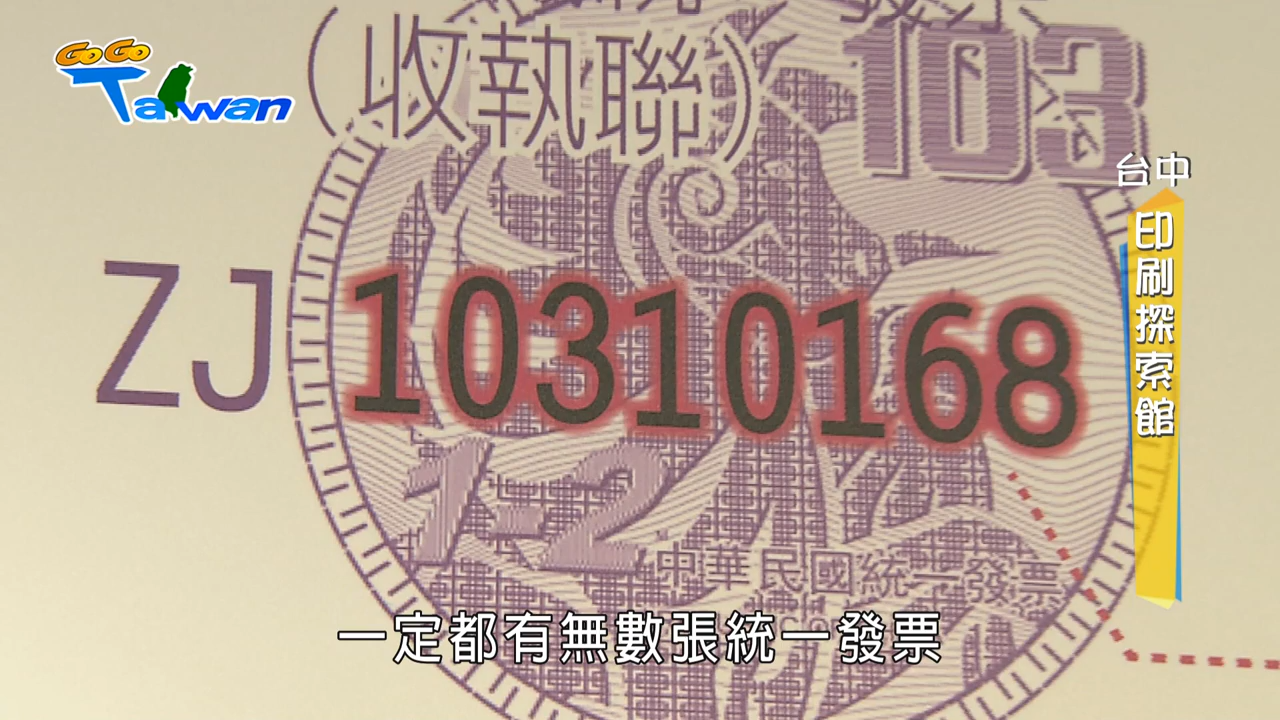 GoGo
Taiwan
(收執聯)
103
台中
印刷探索館
ZJ 10310168
1-2
中華民國統一發票
一定都有無數張統一發票